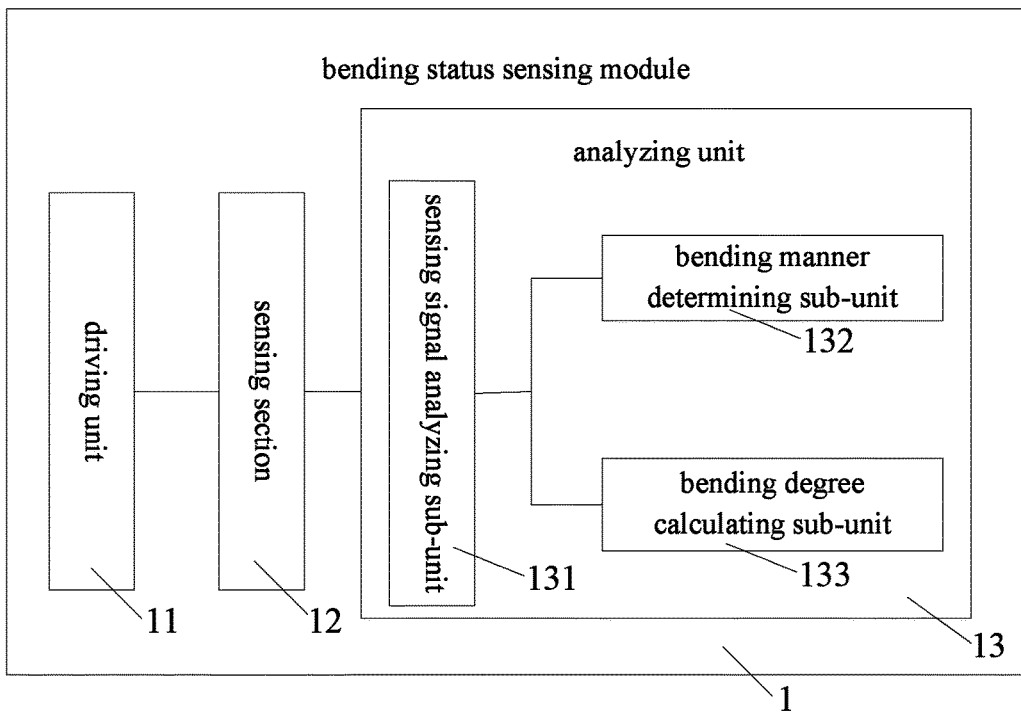 bending status sensing module
analyzing unit
driving unit
sensing section
sensing signal analyzing sub-unit
bending manner
determining sub-unit
132
bending degree
calculating sub-unit
133
131
11
12
13
1